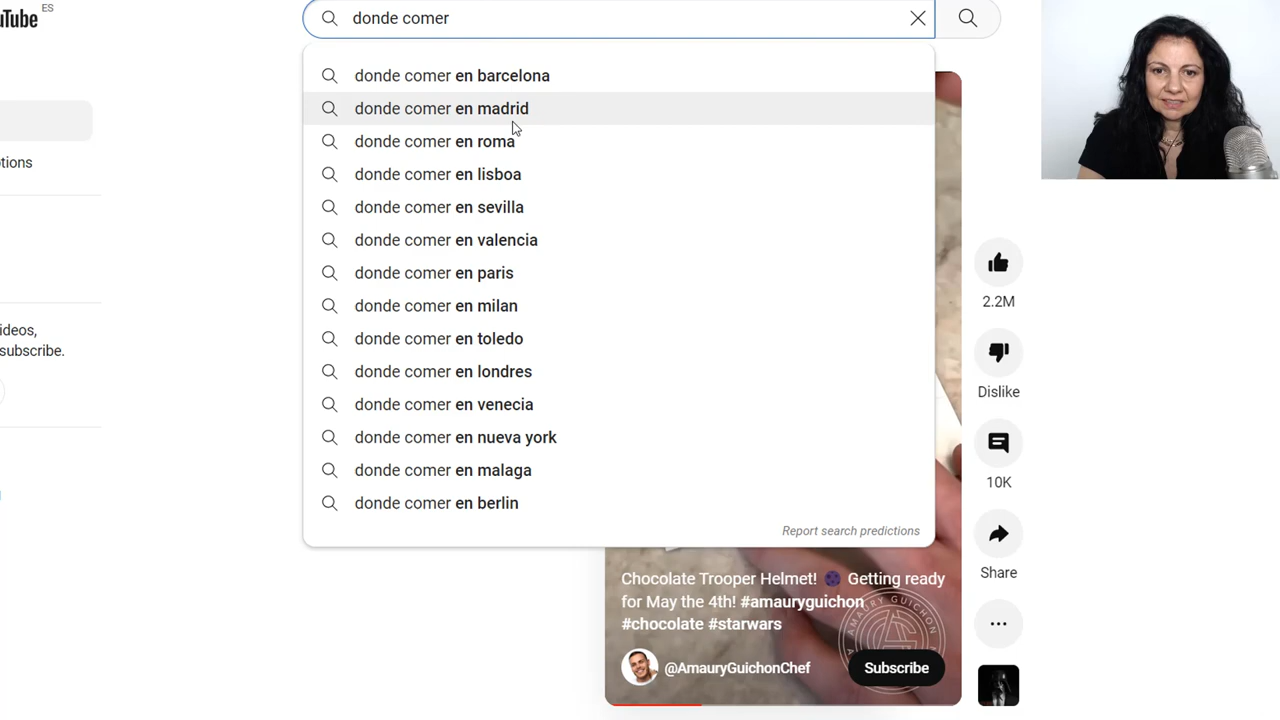 uTube ES
donde comer
donde comer en barcelona
donde comer en madrid
donde comer en roma
donde comer en lisboa
donde comer en sevilla
donde comer en valencia
donde comer en paris
donde comer en milan
donde comer en toledo
donde comer en londres
donde comer en venecia
donde comer en nueva york
donde comer en malaga
donde comer en berlin
Report search predictions
ptions
ideos,
subscribe.
2.2M
Dislike
10K
Share
Chocolate Trooper Helmet! Getting ready
for May the 4th! #amauryguichon
#chocolate #starwars
AMAURY GUICHON
@AmauryGuichonChef
Subscribe